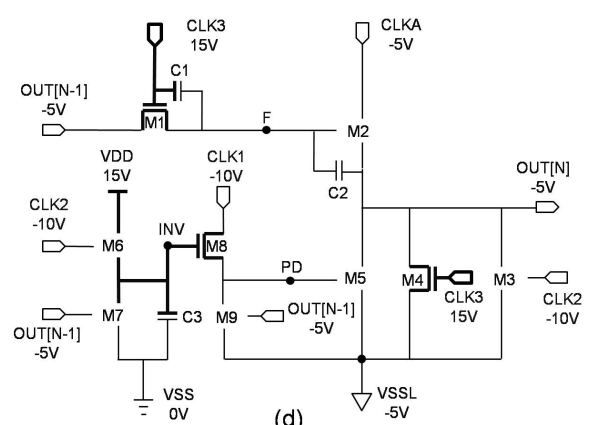 CLK3
15V
CLKA
-5V
C1
OUT[N-1]
-5V
M1
F
M2
VDD
15V
CLK1
-10V
C2
OUT[N]
-5V
CLK2
-10V
INV
M6
M8
PD
M5
M4
M3
CLK3
15V
CLK2
-10V
M7
C3
M9
OUT[N-1]
-5V
OUT[N-1]
-5V
VSS
0V
VSSL
-5V
(d)